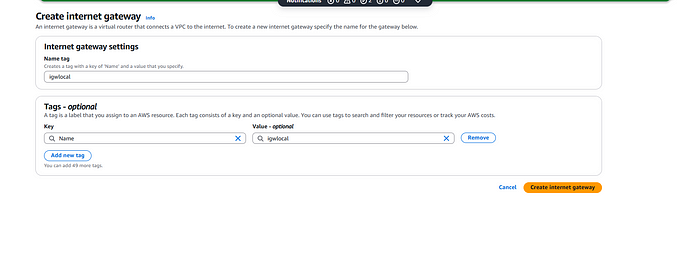 Notifications 0 0 2 0 0
Create internet gateway Info
An internet gateway is a virtual router that connects a VPC to the internet. To create a new internet gateway specify the name for the gateway below.
Internet gateway settings
Name tag
Creates a tag with a key of 'Name' and a value that you specify.
igwlocal
Tags - optional
A tag is a label that you assign to an AWS resource. Each tag consists of a key and an optional value. You can use tags to search and filter your resources or track your AWS costs.
Key Value - optional
Name igwlocal Remove
Add new tag
You can add 49 more tags.
Cancel Create internet gateway